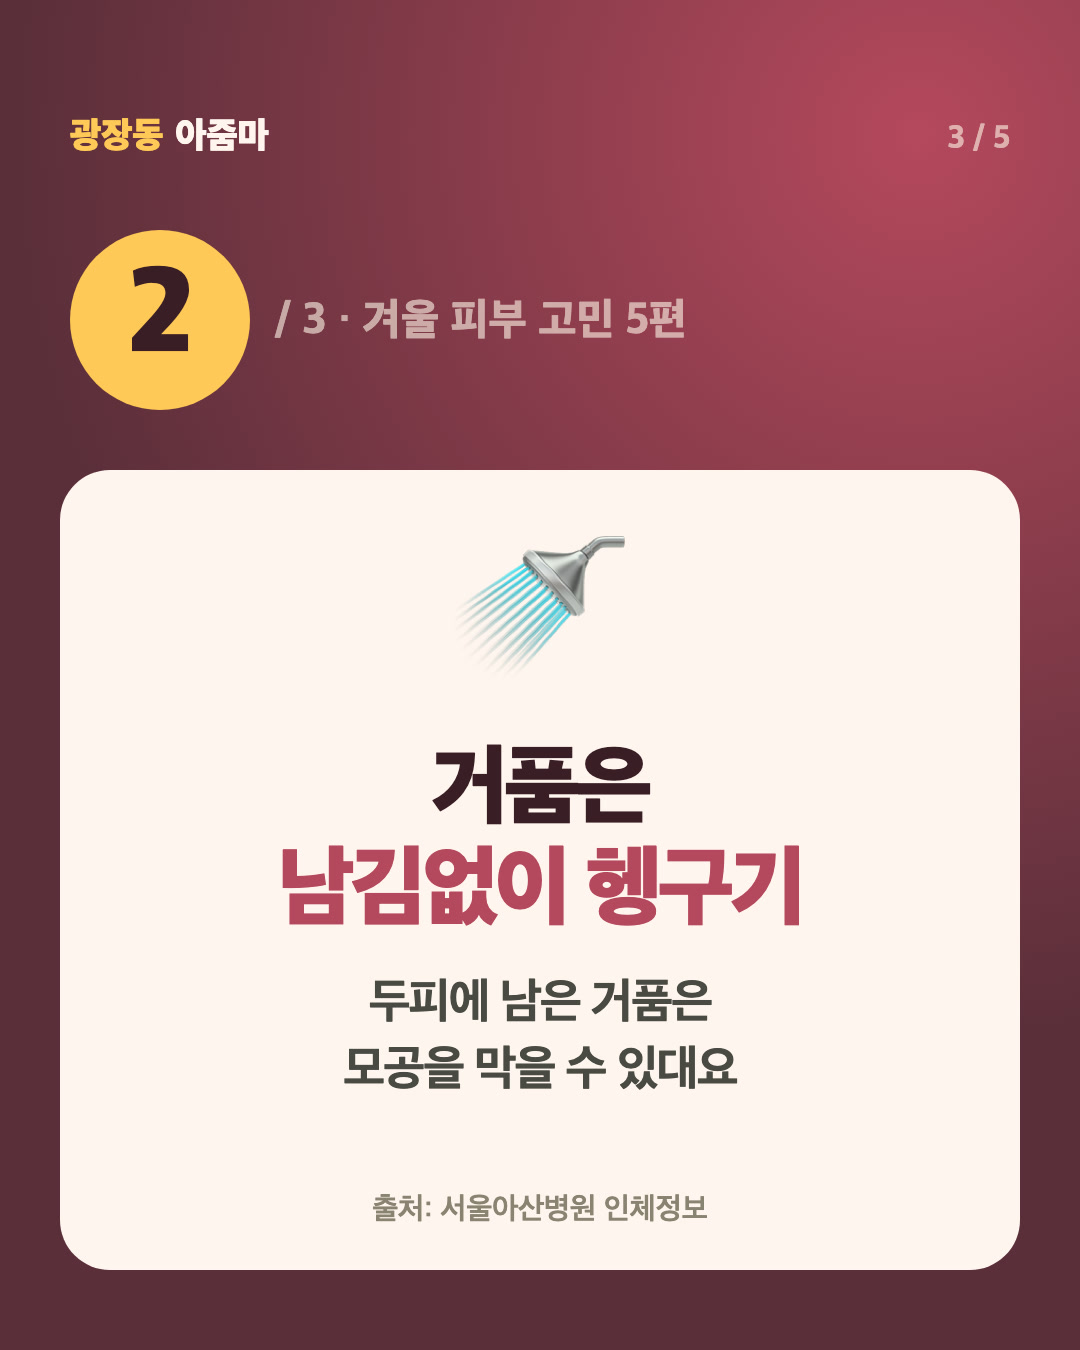 광장동 아줌마
3 / 5
2 / 3 · 겨울 피부 고민 5편
거품은
남김없이 헹구기
두피에 남은 거품은
모공을 막을 수 있대요
출처: 서울아산병원 인체정보